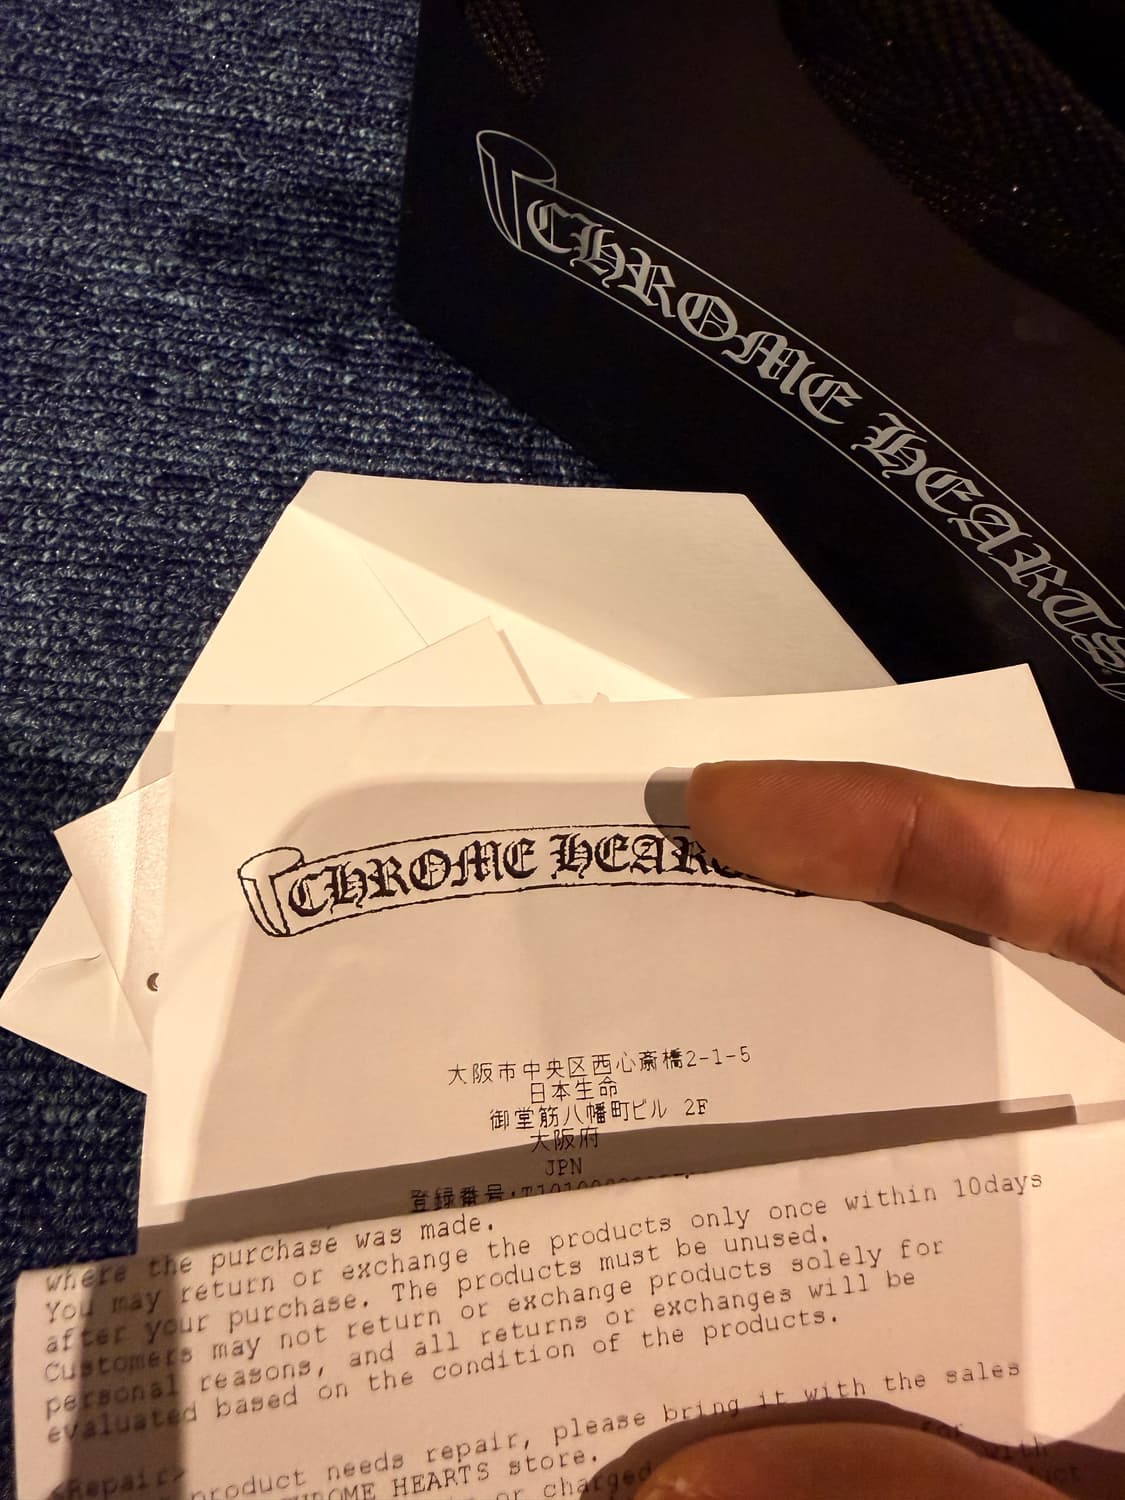 CHROME HEARTS
CHROME HEAR
大阪市中央区西心斎橋2-1-5
日本生命
御堂筋八幡町ビル 2F
大阪府
JPN
登録番号:
where the purchase was made.
You may return or exchange the products only once within 10days
after your purchase. The products must be unused.
Customers may not return or exchange products solely for
personal reasons, and all returns or exchanges will be
evaluated based on the condition of the products.
<Repair>
product needs repair, please bring it with the sales
CHROME HEARTS store.
or charged for with